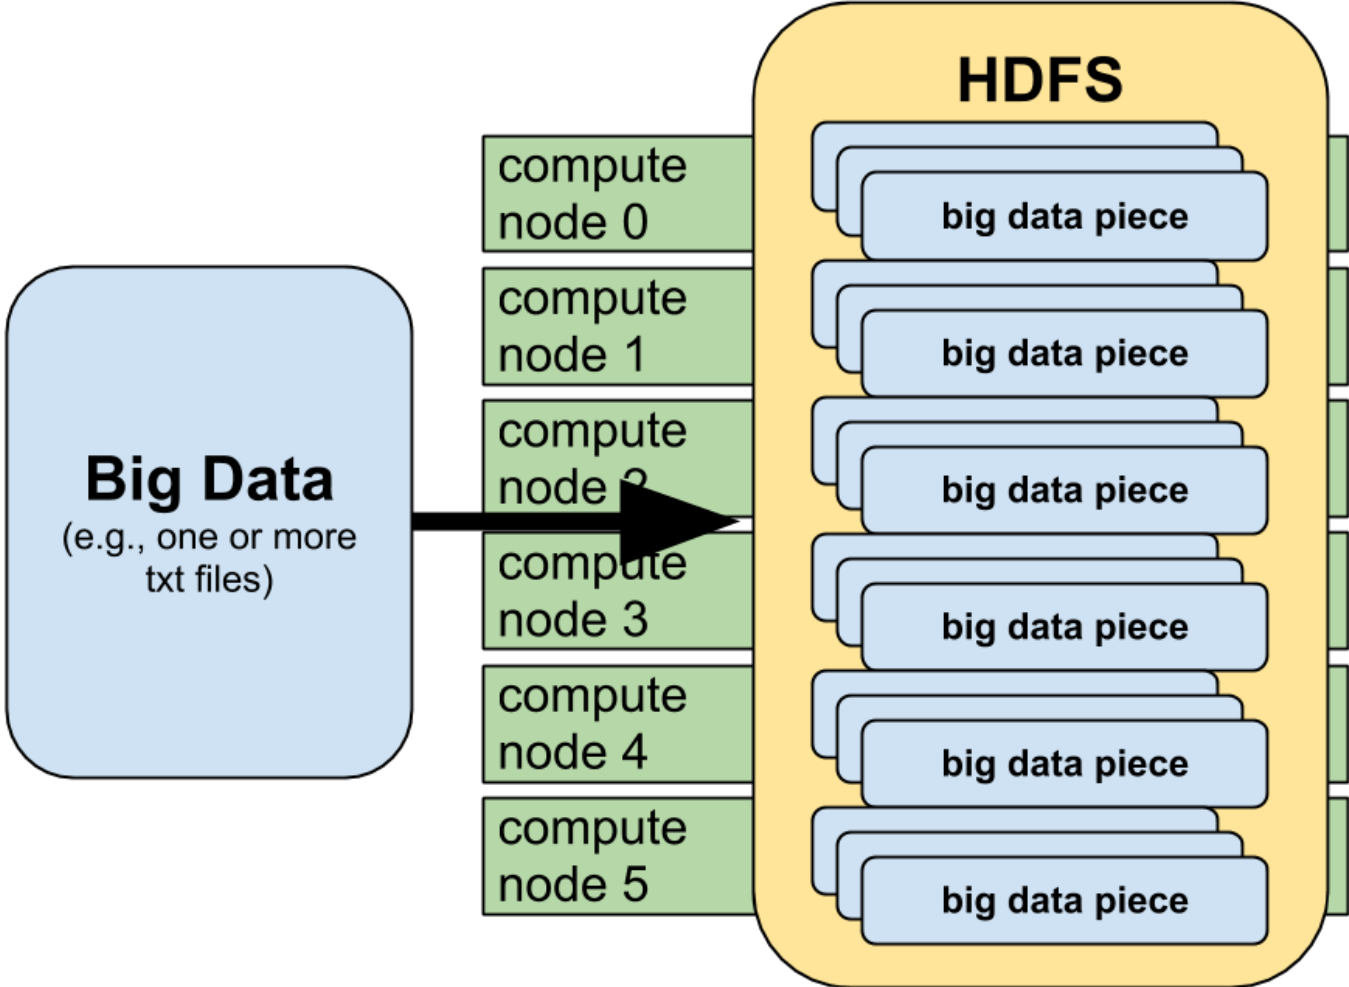 HDFS
compute
node 0
big data piece
compute
node 1
big data piece
Big Data
(e.g., one or more
txt files)
compute
node 2
big data piece
compute
node 3
big data piece
compute
node 4
big data piece
compute
node 5
big data piece